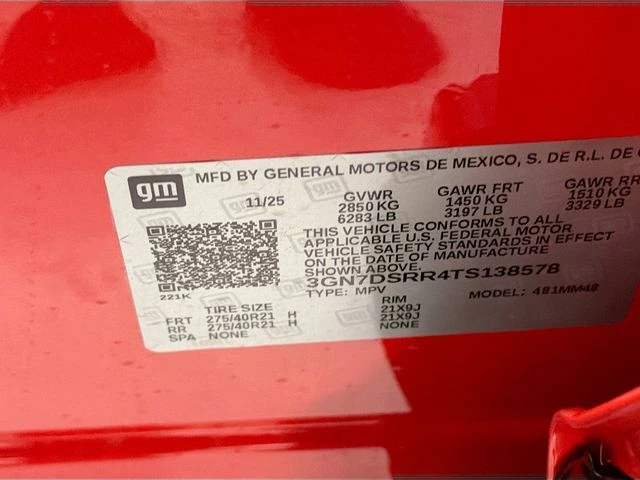 gm
MFD BY GENERAL MOTORS DE MEXICO, S. DE R.L. DE
11/25
GVWR
2850 KG
6283 LB
GAWR FRT
1450 KG
3197 LB
GAWR RR
1510 KG
3329 LB
THIS VEHICLE CONFORMS TO ALL
APPLICABLE U.S. FEDERAL MOTOR
VEHICLE SAFETY STANDARDS IN EFFECT
ON THE DATE OF MANUFACTURE
SHOWN ABOVE.
3GN7DSRR4TS138578
TYPE: MPV
MODEL: 4B1MM48
221K
TIRE SIZE
RIM
FRT 275/40R21 H 21X9J
RR 275/40R21 H 21X9J
SPA NONE NONE